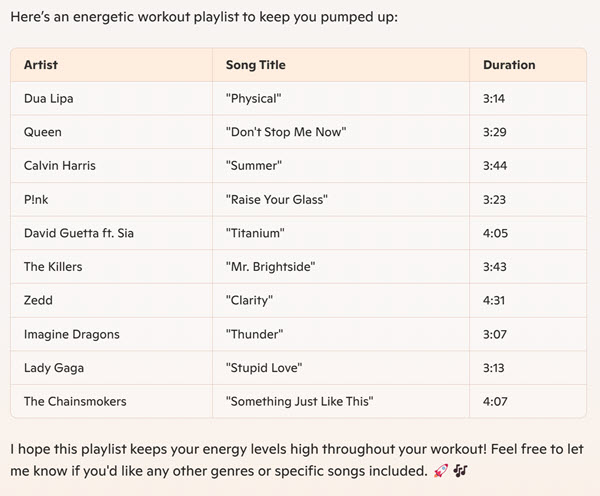 Here's an energetic workout playlist to keep you pumped up:
Artist Song Title Duration
Dua Lipa "Physical" 3:14
Queen "Don't Stop Me Now" 3:29
Calvin Harris "Summer" 3:44
P!nk "Raise Your Glass" 3:23
David Guetta ft. Sia "Titanium" 4:05
The Killers "Mr. Brightside" 3:43
Zedd "Clarity" 4:31
Imagine Dragons "Thunder" 3:07
Lady Gaga "Stupid Love" 3:13
The Chainsmokers "Something Just Like This" 4:07
I hope this playlist keeps your energy levels high throughout your workout! Feel free to let
me know if you'd like any other genres or specific songs included. 🚀 🎶